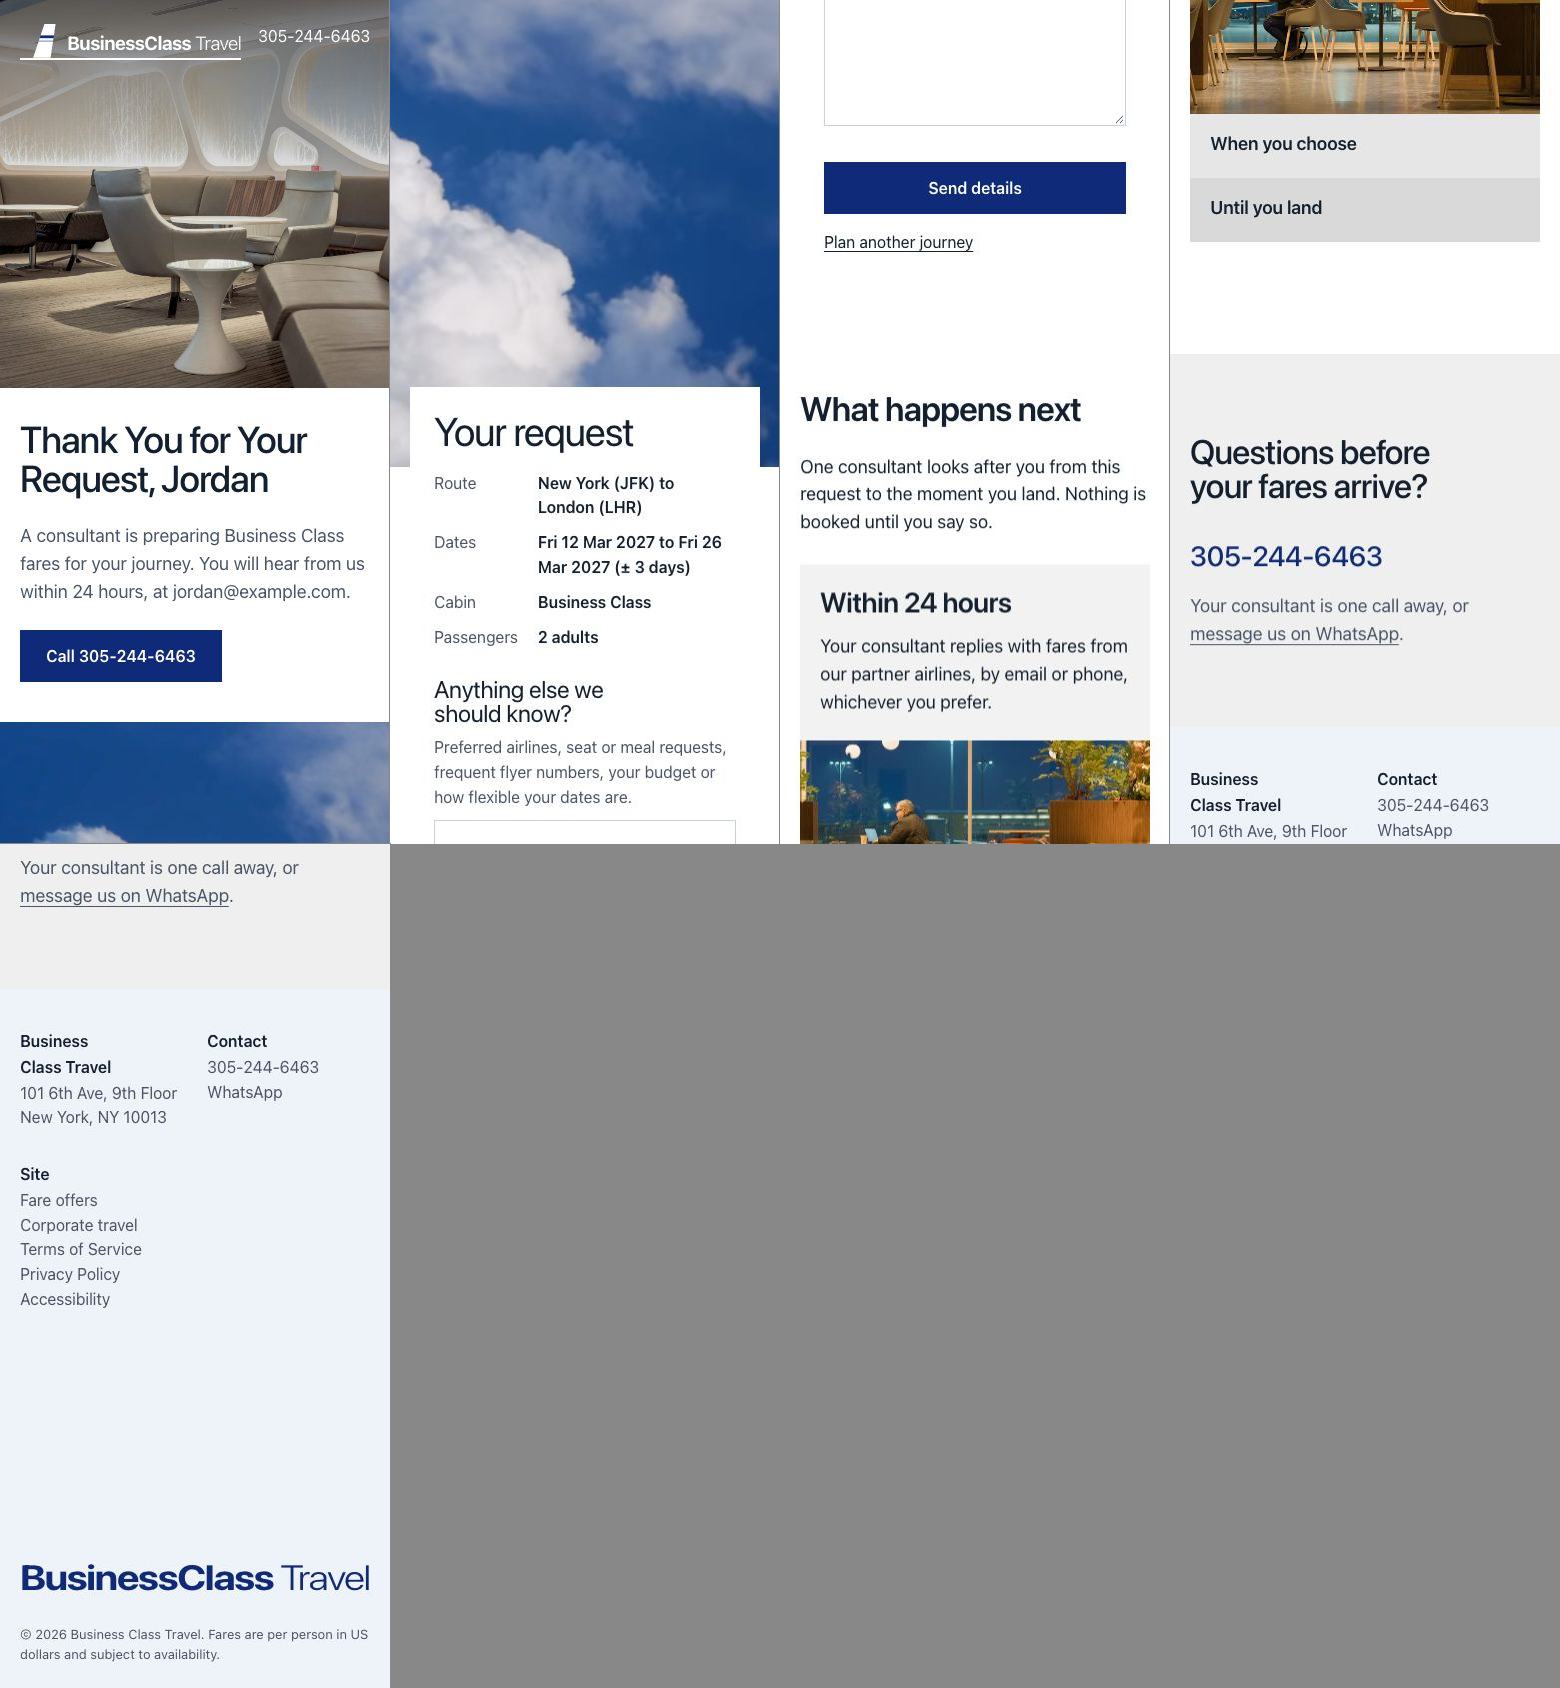 BusinessClass Travel
305-244-6463
Thank You for Your
Request, Jordan
A consultant is preparing Business Class
fares for your journey. You will hear from us
within 24 hours, at jordan@example.com.
Call 305-244-6463
Your request
Route
New York (JFK) to
London (LHR)
Dates
Fri 12 Mar 2027 to Fri 26
Mar 2027 (± 3 days)
Cabin
Business Class
Passengers
2 adults
Anything else we
should know?
Preferred airlines, seat or meal requests,
frequent flyer numbers, your budget or
how flexible your dates are.
Send details
Plan another journey
What happens next
One consultant looks after you from this
request to the moment you land. Nothing is
booked until you say so.
Within 24 hours
Your consultant replies with fares from
our partner airlines, by email or phone,
whichever you prefer.
When you choose
Until you land
Questions before
your fares arrive?
305-244-6463
Your consultant is one call away, or
message us on WhatsApp.
Business
Class Travel
101 6th Ave, 9th Floor
Contact
305-244-6463
WhatsApp
Your consultant is one call away, or
message us on WhatsApp.
Business
Class Travel
101 6th Ave, 9th Floor
New York, NY 10013
Contact
305-244-6463
WhatsApp
Site
Fare offers
Corporate travel
Terms of Service
Privacy Policy
Accessibility
BusinessClass Travel
© 2026 Business Class Travel. Fares are per person in US
dollars and subject to availability.